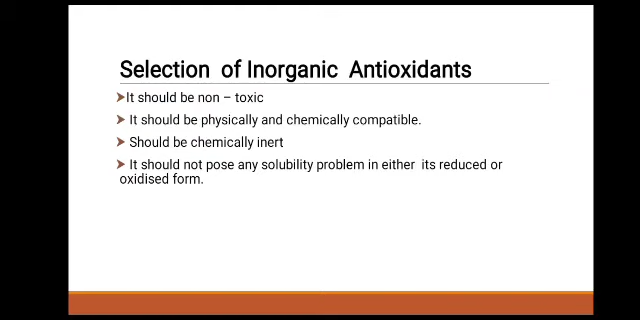 Selection of Inorganic Antioxidants
➤It should be non – toxic
➤ It should be physically and chemically compatible.
➤ Should be chemically inert
➤ It should not pose any solubility problem in either its reduced or
oxidised form.